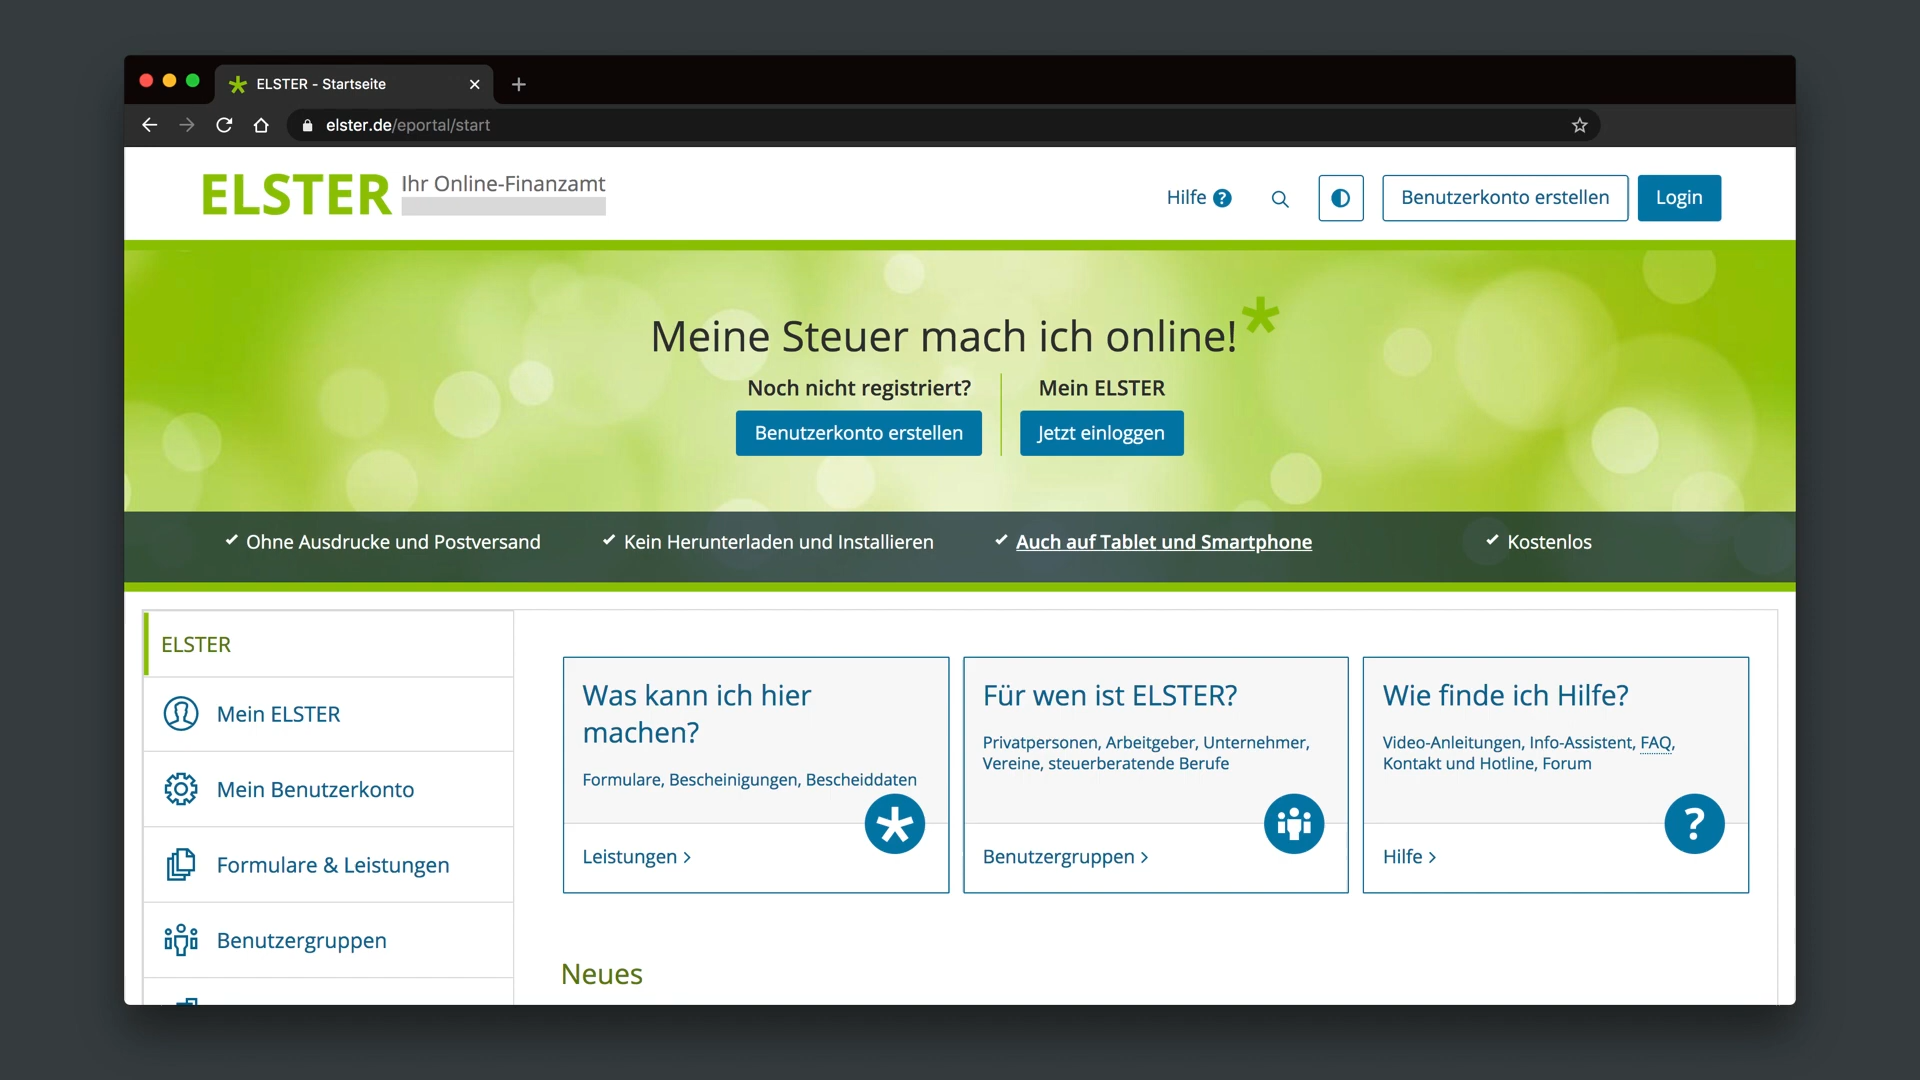 ELSTER - Startseite
elster.de/eportal/start
ELSTER Ihr Online-Finanzamt
Hilfe ?
Benutzerkonto erstellen
Login
Meine Steuer mach ich online!*
Noch nicht registriert?
Mein ELSTER
Benutzerkonto erstellen
Jetzt einloggen
Ohne Ausdrucke und Postversand
Kein Herunterladen und Installieren
Auch auf Tablet und Smartphone
Kostenlos
ELSTER
Mein ELSTER
Mein Benutzerkonto
Formulare & Leistungen
Benutzergruppen
Was kann ich hier
machen?
Formulare, Bescheinigungen, Bescheiddaten
Leistungen >
Für wen ist ELSTER?
Privatpersonen, Arbeitgeber, Unternehmer,
Vereine, steuerberatende Berufe
Benutzergruppen >
Wie finde ich Hilfe?
Video-Anleitungen, Info-Assistent, FAQ,
Kontakt und Hotline, Forum
?
Hilfe >
Neues